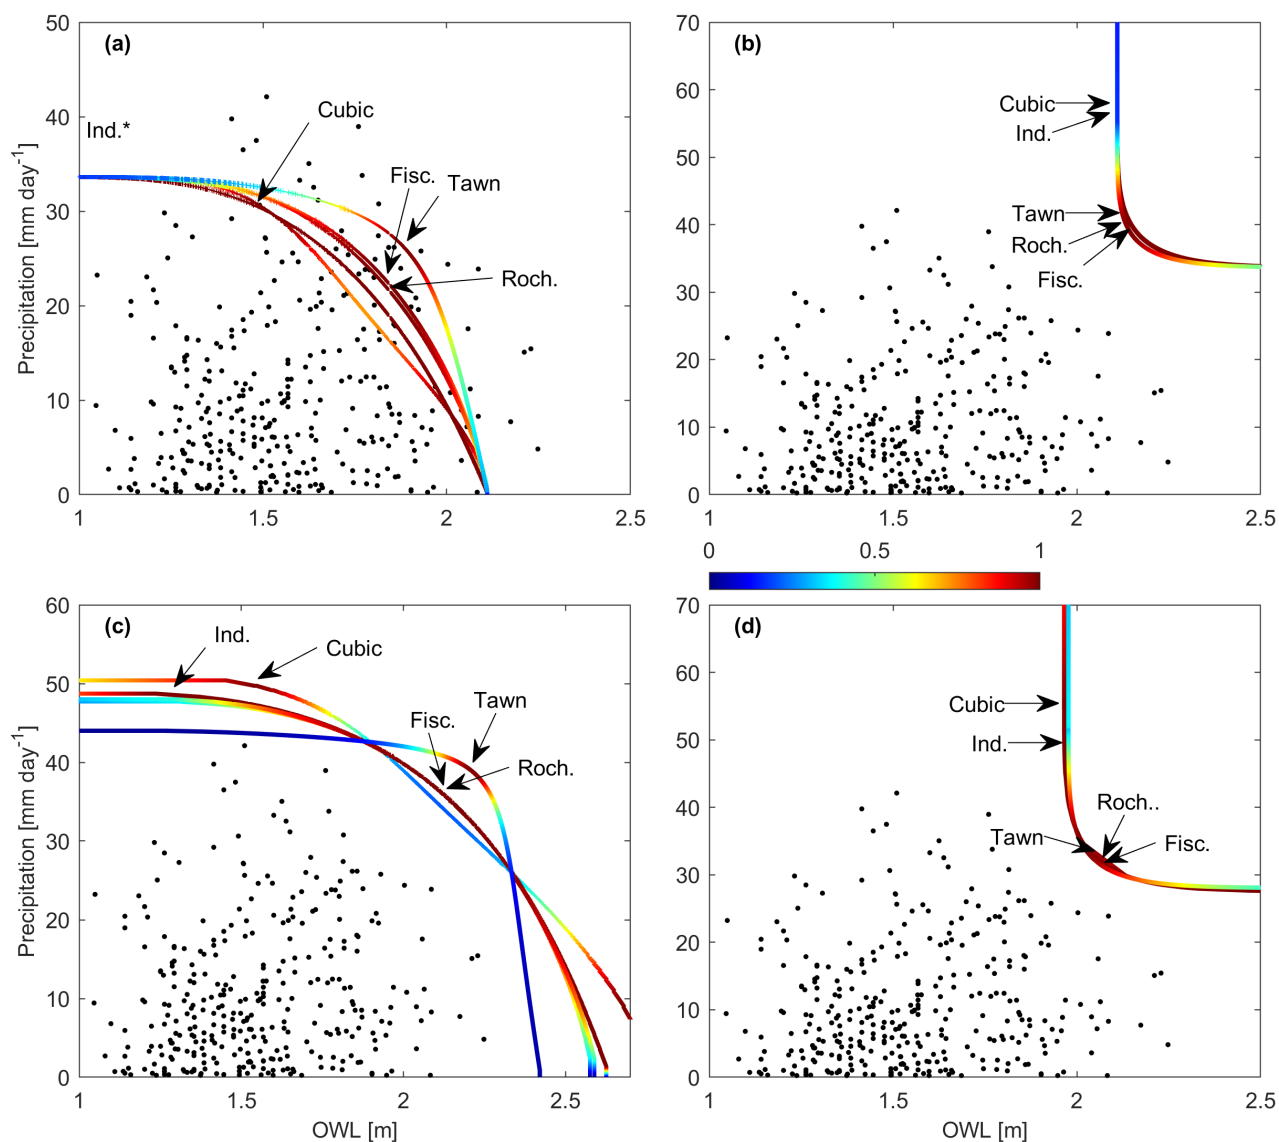 (a)
50
40
30
20
10
0
Precipitation [mm day-1]
Ind.*
Cubic
Fisc.
Tawn
Roch.
1
1.5
2
2.5
(b)
70
60
50
40
30
20
10
0
Cubic
Ind.
Tawn
Roch.
Fisc.
1
1.5
2
2.5
0
0.5
1
(c)
60
50
40
30
20
10
0
Precipitation [mm day-1]
Ind.
Cubic
Tawn
Fisc.
Roch.
1
1.5
2
2.5
OWL [m]
(d)
70
60
50
40
30
20
10
0
Cubic
Ind.
Roch..
Tawn
Fisc.
1
1.5
2
2.5
OWL [m]